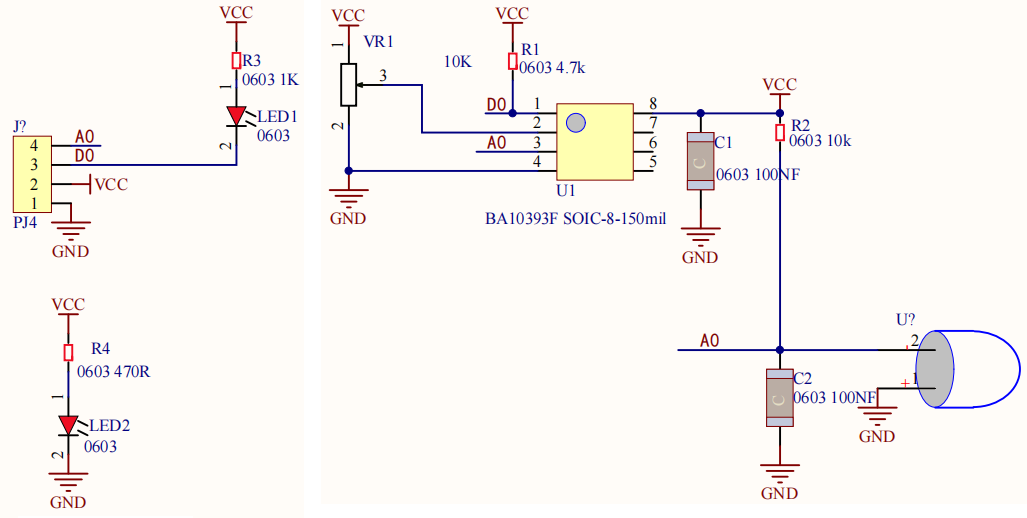 VCC
R3
0603 1K
1
LED1
0603
2
J?
4
A0
3
D0
2
VCC
1
PJ4
GND
VCC
R4
0603 470R
1
LED2
0603
2
GND
VCC
1
VR1
3
2
GND
10K
VCC
R1
0603 4.7k
D0
1
8
2
7
A0
3
6
4
5
U1
BA10393F SOIC-8-150mil
VCC
R2
0603 10k
C1
C
0603 100NF
GND
A0
C2
C
0603 100NF
GND
U?
2
+1
GND